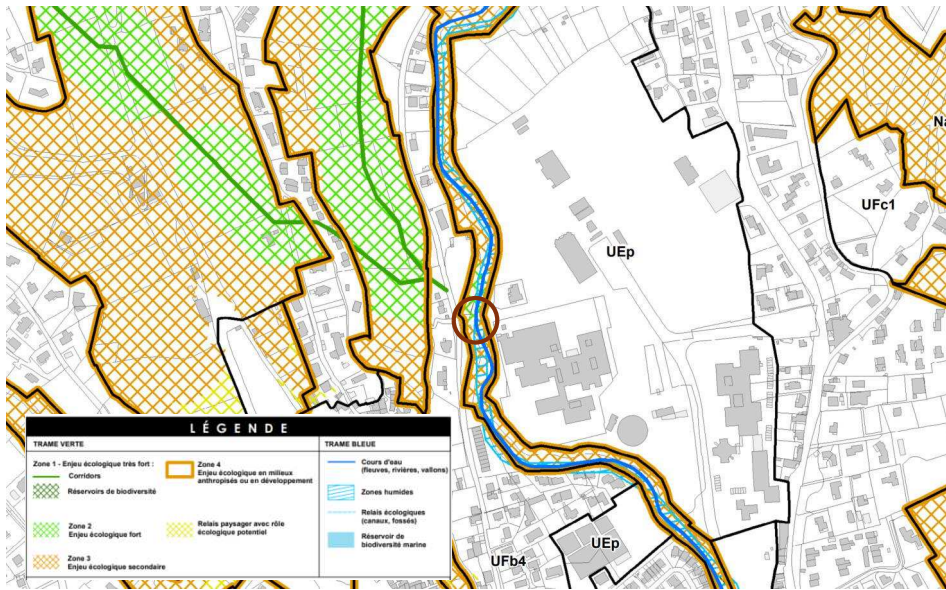 Na
UFc1
UEp
LÉGENDE
TRAME VERTE
Zone 1 - Enjeu écologique très fort :
Corridors
Réservoirs de biodiversité
Zone 2
Enjeu écologique fort
Zone 3
Enjeu écologique secondaire
Zone 4
Enjeu écologique en milieux
anthropisés ou en développement
Relais paysager avec rôle
écologique potentiel
TRAME BLEUE
Cours d'eau
(fleuves, rivières, vallons)
Zones humides
Relais écologiques
(canaux, fossés)
Réservoir de
biodiversité marine
UEp
UFb4